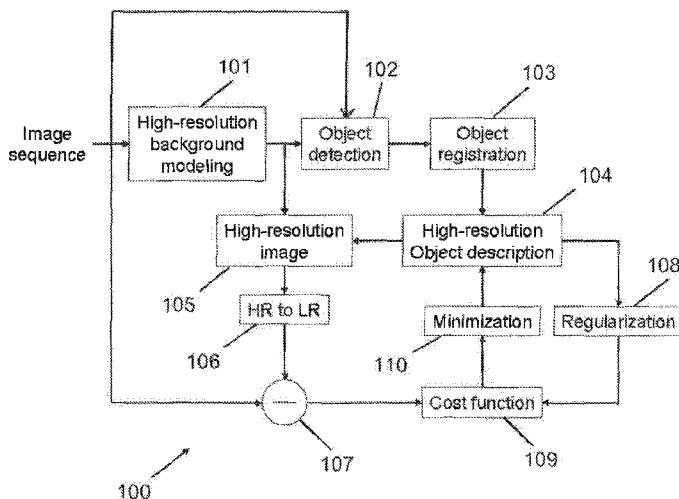 101
102
103
Image
sequence
High-resolution
background
modeling
Object
detection
Object
registration
104
High-resolution
image
High-resolution
Object description
108
105
HR to LR
106
Minimization
110
Regularization
Cost function
107
109
100